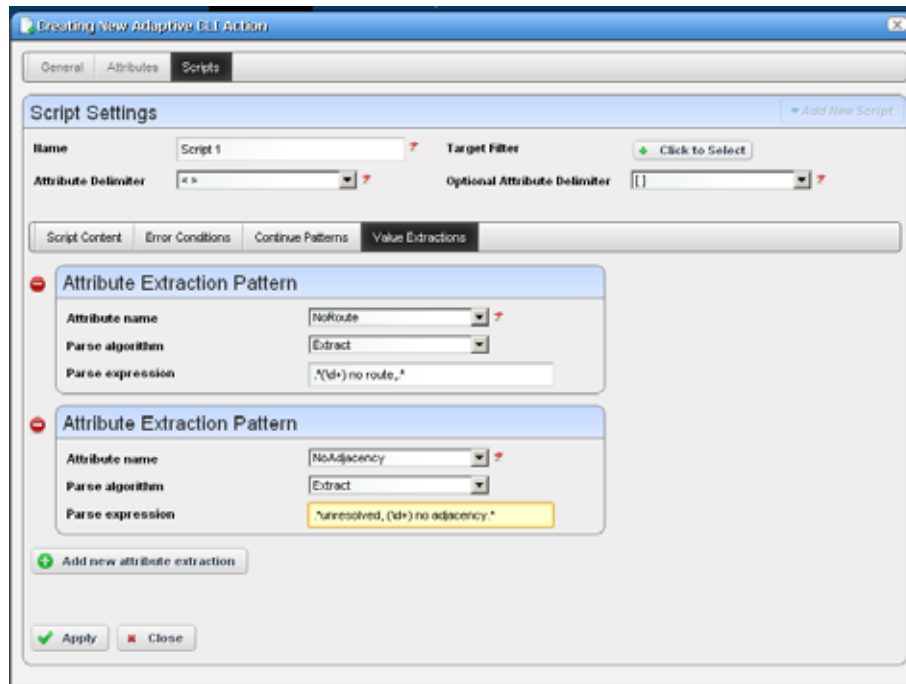 Creating New Adaptive CLI Action
General Attributes Scripts
Script Settings Add New Script
Name Script 1 Target Filter Click to Select
Attribute Delimiter < > Optional Attribute Delimiter [ ]
Script Content Error Conditions Continue Patterns Value Extractions
Attribute Extraction Pattern
Attribute name NoRoute
Parse algorithm Extract
Parse expression .*(\d+) no route,.*
Attribute Extraction Pattern
Attribute name NoAdjacency
Parse algorithm Extract
Parse expression .*unresolved, (\d+) no adjacency.*
Add new attribute extraction
Apply Close